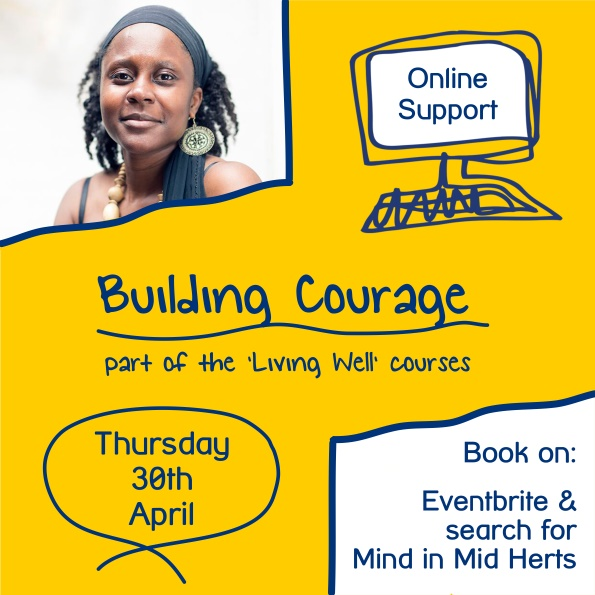 Online
Support
Building Courage
part of the 'Living Well' courses
Thursday
30th
April
Book on:
Eventbrite &
search for
Mind in Mid Herts